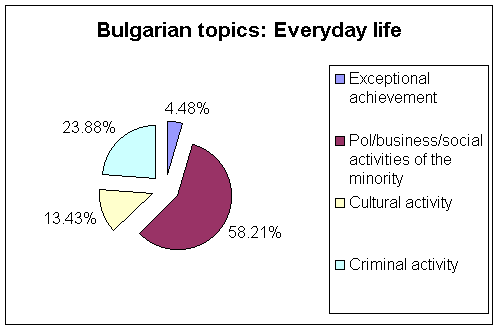 Bulgarian topics: Everyday life
4.48%
23.88%
13.43%
58.21%
Exceptional
achievement
Pol/business/social
activities of the
minority
Cultural activity
Criminal activity